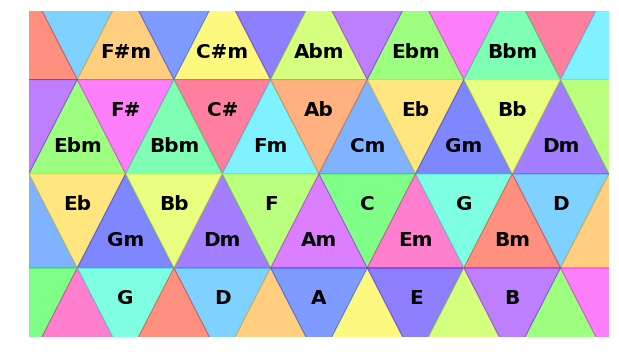 F#m C#m Abm Ebm Bbm
F# C# Ab Eb Bb
Ebm Bbm Fm Cm Gm Dm
Eb Bb F C G D
Gm Dm Am Em Bm
G D A E B